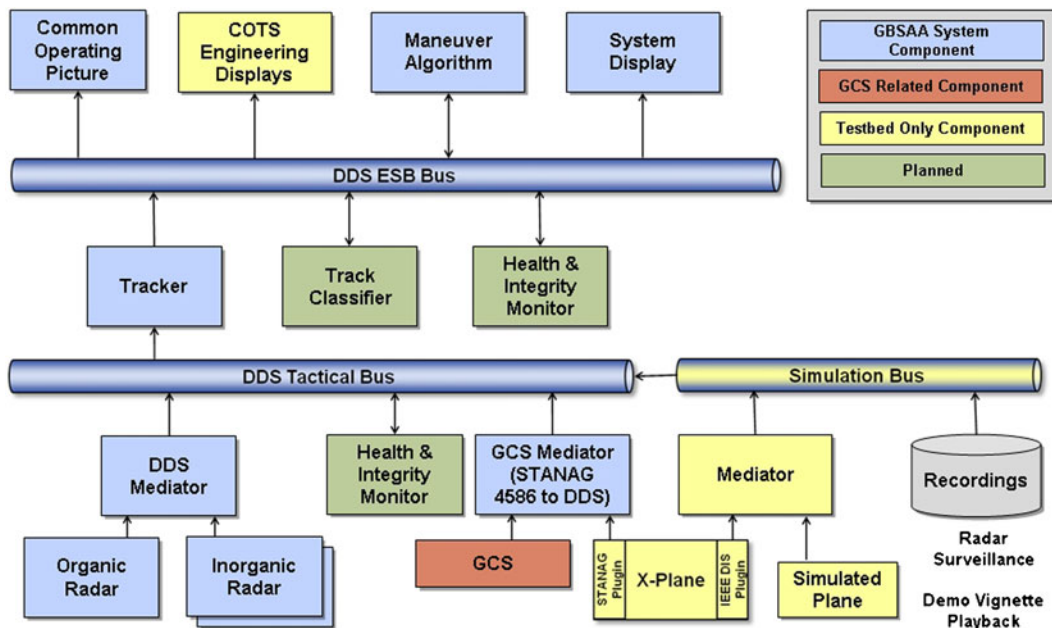 Common
Operating
Picture
COTS
Engineering
Displays
Maneuver
Algorithm
System
Display
GBSAA System
Component
GCS Related Component
Testbed Only Component
Planned
DDS ESB Bus
Tracker
Track
Classifier
Health &
Integrity
Monitor
DDS Tactical Bus
Simulation Bus
DDS
Mediator
Health &
Integrity
Monitor
GCS Mediator
(STANAG
4586 to DDS)
Mediator
Recordings
Organic
Radar
Inorganic
Radar
GCS
STANAG
Plugin
X-Plane
IEEE DIS
Plugin
Simulated
Plane
Radar
Surveillance
Demo Vignette
Playback